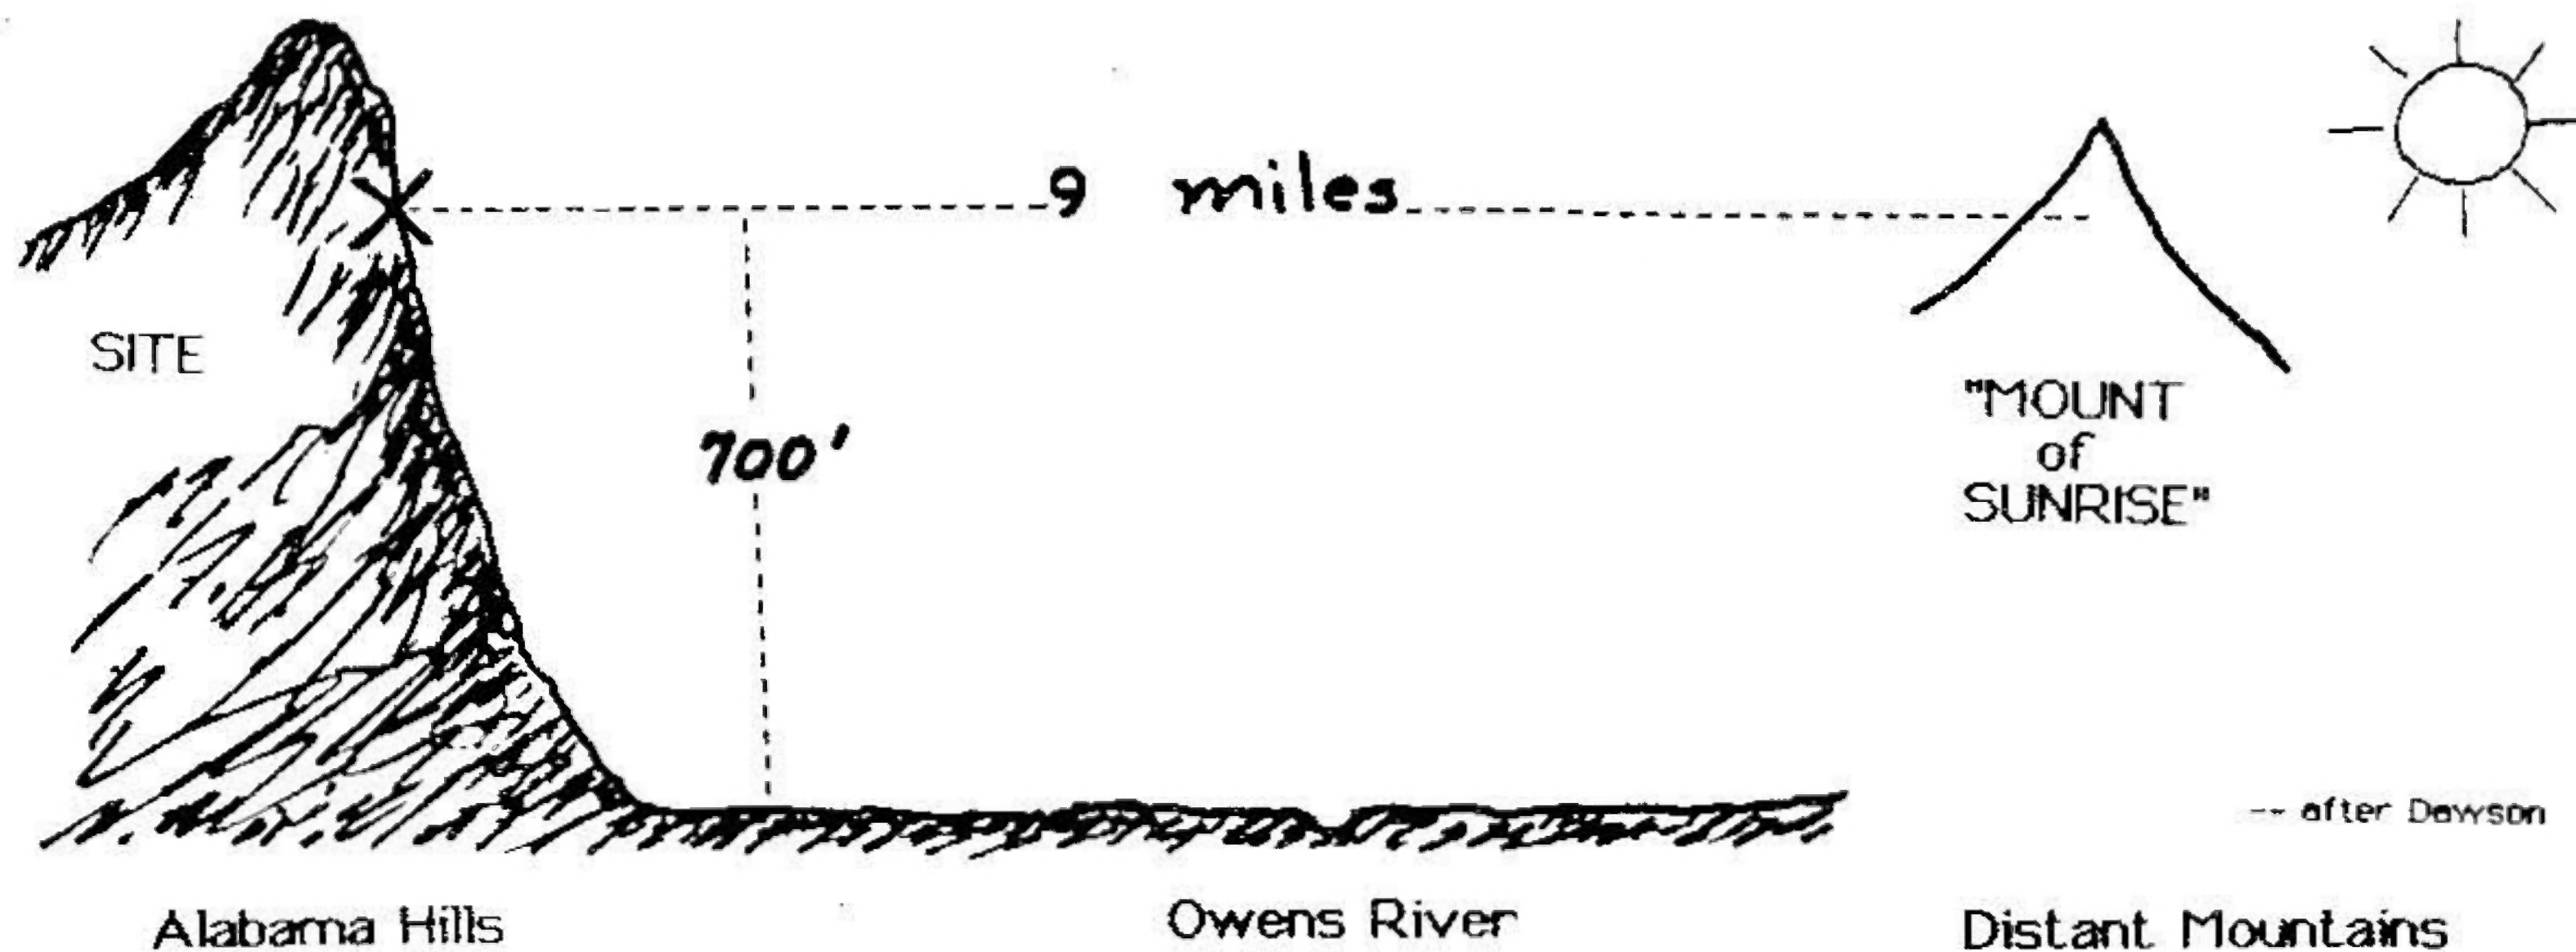 9 miles
SITE
700'
"MOUNT
of
SUNRISE"
-- after Dawson
Alabama Hills
Owens River
Distant Mountains